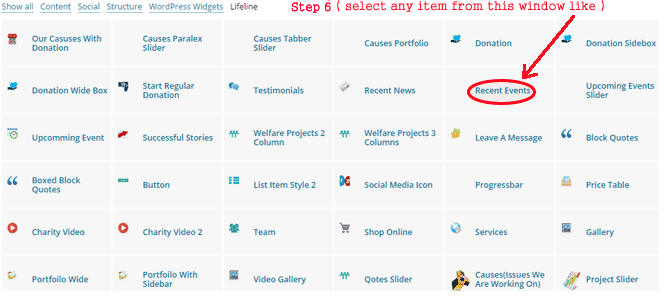 Show all Content Social Structure WordPress Widgets Lifeline
Step 6 ( select any item from this window like )
Our Casuses With Donation
Causes Paralex Slider
Causes Tabber Slider
Causes Portfolio
Donation
Donation Sidebox
Donation Wide Box
Start Regular Donation
Testimonials
Recent News
Recent Events
Upcoming Events Slider
Upcomming Event
Successful Stories
Welfare Projects 2 Column
Welfare Projects 3 Columns
Leave A Message
Block Quotes
Boxed Block Quotes
Button
List Item Style 2
Social Media Icon
Progressbar
Price Table
Charity Video
Charity Video 2
Team
Shop Online
Services
Gallery
Portfoilo Wide
Portfoilo With Sidebar
Video Gallery
Qotes Slider
Causes(Issues We Are Working On)
Project Slider